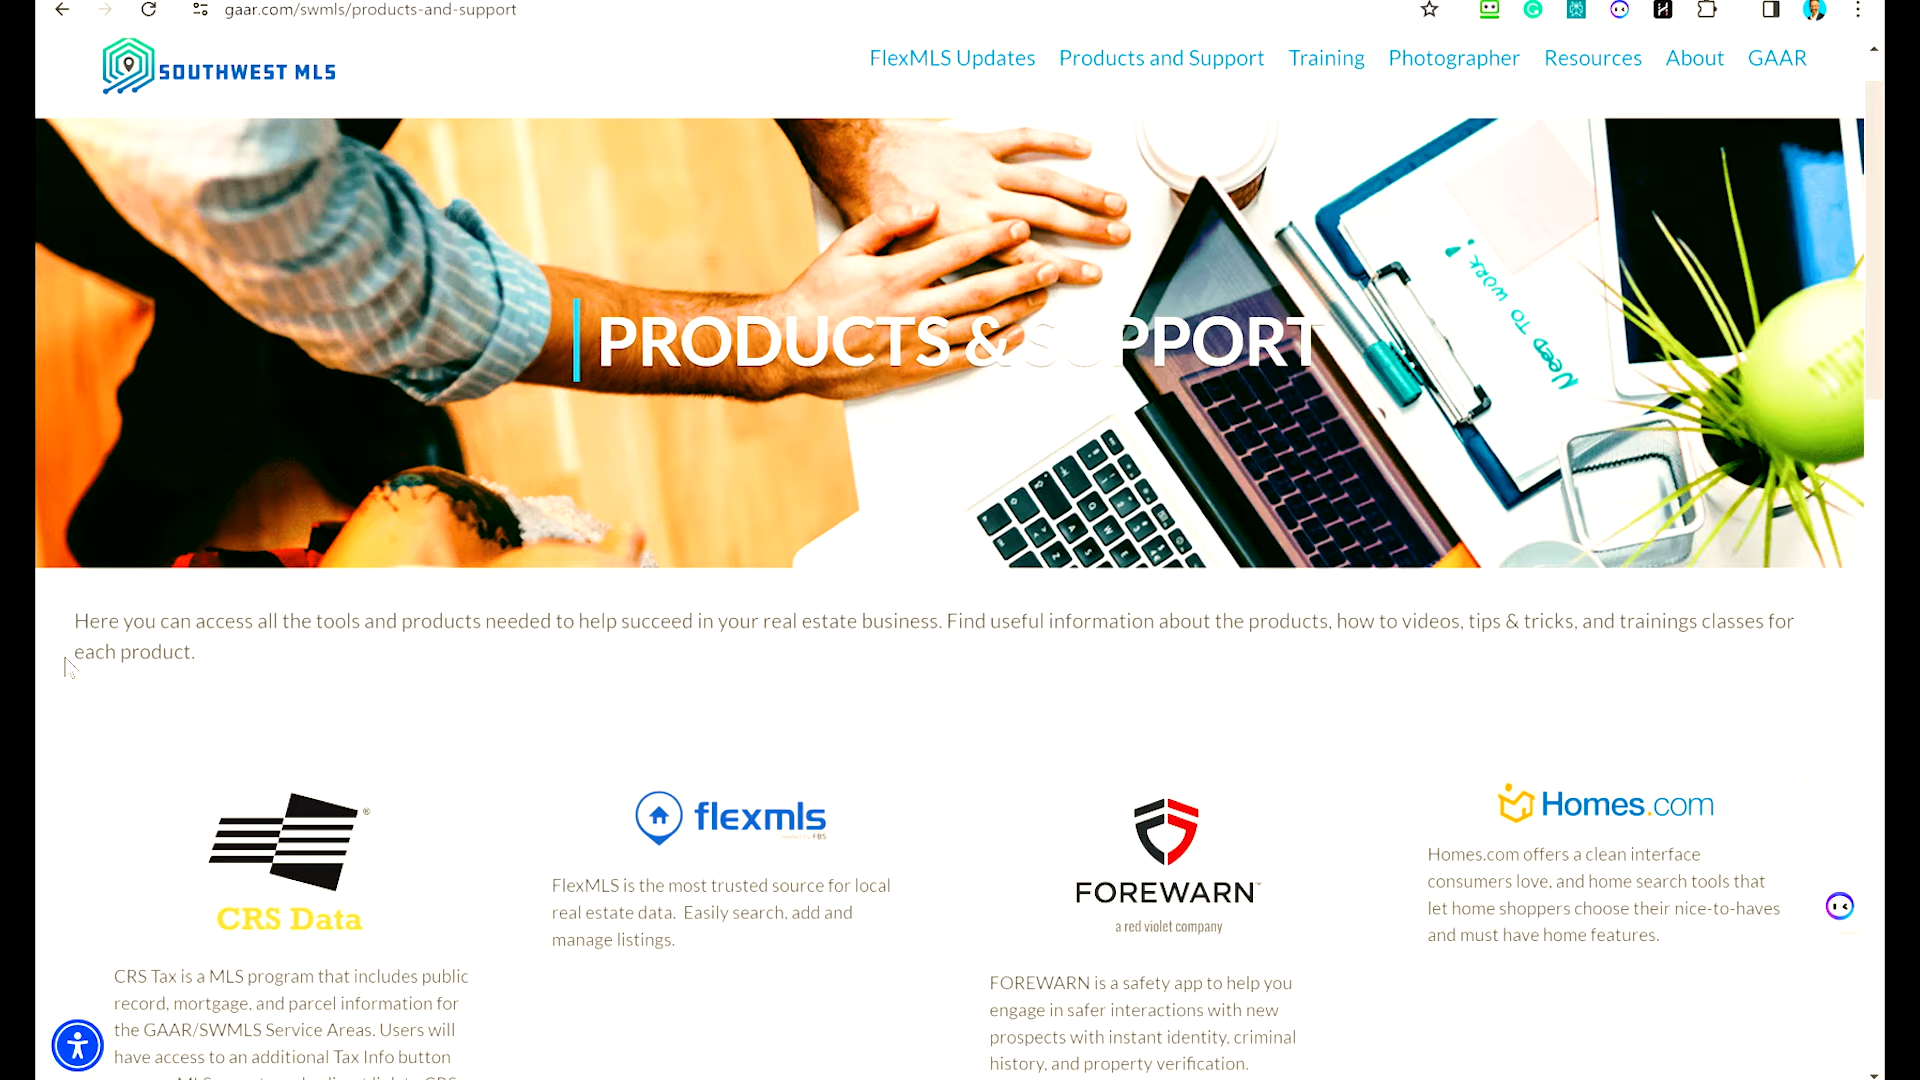 gaar.com/swmls/products-and-support
SOUTHWEST MLS
FlexMLS Updates Products and Support Training Photographer Resources About GAAR
NEED TO WORK!
PRODUCTS & SUPPORT
Here you can access all the tools and products needed to help succeed in your real estate business. Find useful information about the products, how to videos, tips & tricks, and trainings classes for
each product.
CRS Data
CRS Tax is a MLS program that includes public
record, mortgage, and parcel information for
the GAAR/SWMLS Service Areas. Users will
have access to an additional Tax Info button
flexmls
FBS
FlexMLS is the most trusted source for local
real estate data. Easily search, add and
manage listings.
FOREWARN
a red violet company
FOREWARN is a safety app to help you
engage in safer interactions with new
prospects with instant identity, criminal
history, and property verification.
Homes.com
Homes.com offers a clean interface
consumers love, and home search tools that
let home shoppers choose their nice-to-haves
and must have home features.